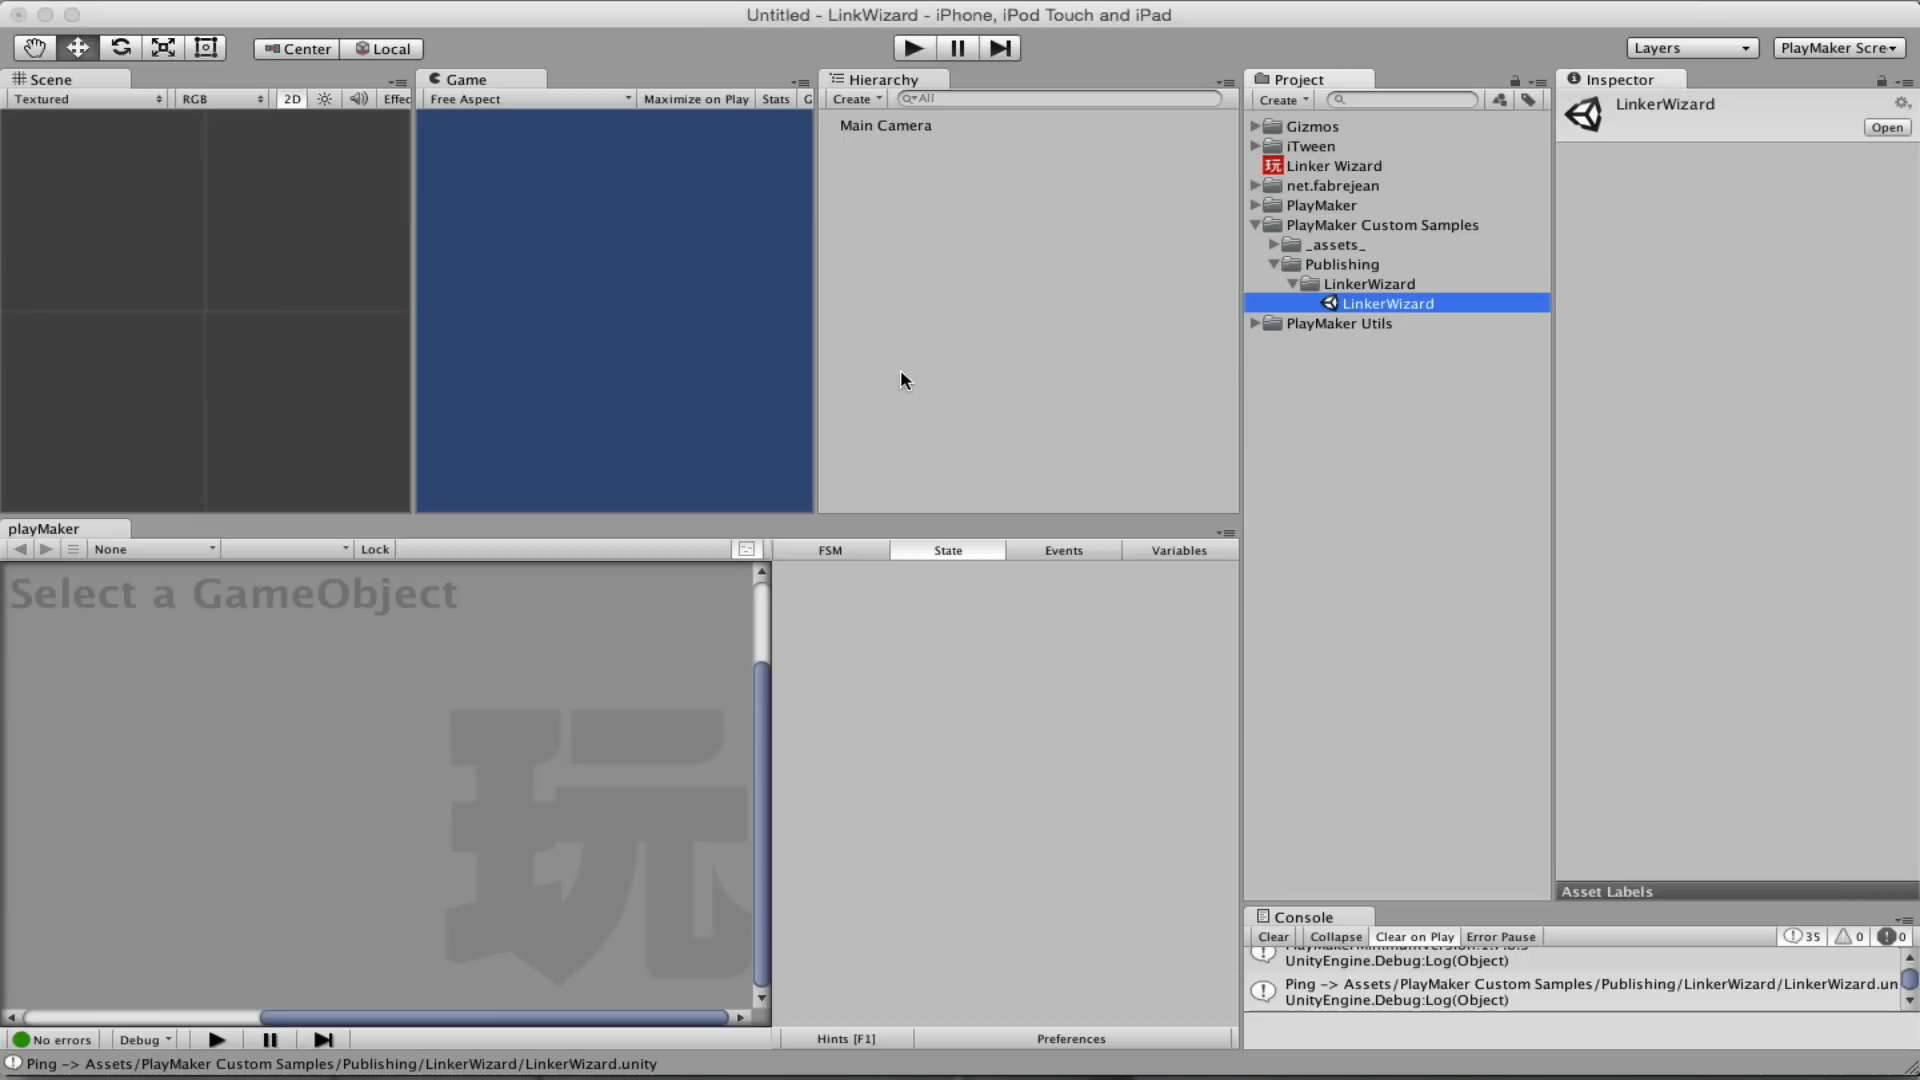 Untitled - LinkWizard - iPhone, iPod Touch and iPad
Center
Local
Layers
PlayMaker Scre
Scene
Textured
RGB
2D
Effec
Game
Free Aspect
Maximize on Play
Stats
G
Hierarchy
Create
All
Main Camera
Project
Create
Gizmos
iTween
玩 Linker Wizard
net.fabrejean
PlayMaker
PlayMaker Custom Samples
_assets_
Publishing
LinkerWizard
LinkerWizard
PlayMaker Utils
Inspector
LinkerWizard
Open
Asset Labels
playMaker
None
Lock
FSM
State
Events
Variables
Select a GameObject
玩
No errors
Debug
Hints [F1]
Preferences
Console
Clear
Collapse
Clear on Play
Error Pause
35
0
0
UnityEngine.Debug:Log(Object)
Ping -> Assets/PlayMaker Custom Samples/Publishing/LinkerWizard/LinkerWizard.un
UnityEngine.Debug:Log(Object)
Ping -> Assets/PlayMaker Custom Samples/Publishing/LinkerWizard/LinkerWizard.unity